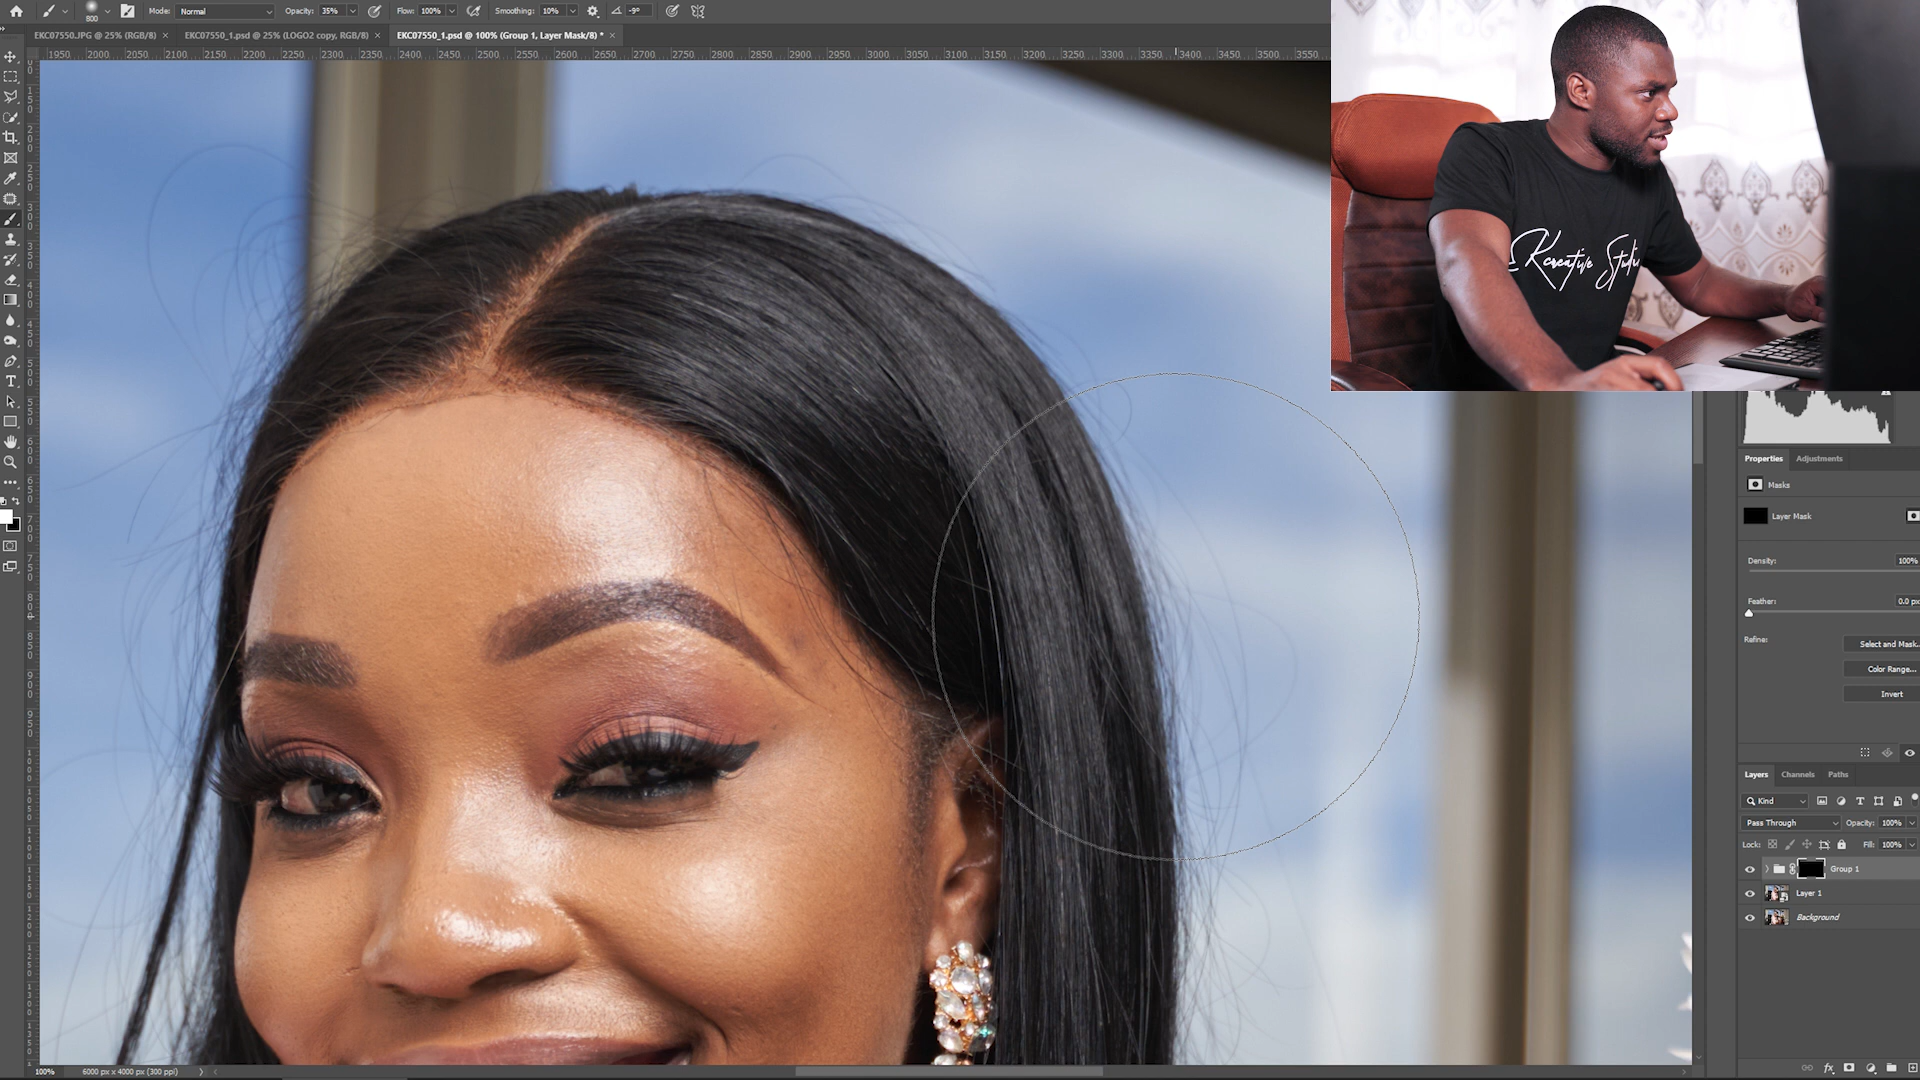 800
Mode: Normal Opacity: 35% Flow: 100% Smoothing: 10% -9°
EKC07550.JPG @ 25% (RGB/8) × EKC07550_1.psd @ 25% (LOGO2 copy, RGB/8) × EKC07550_1.psd @ 100% (Group 1, Layer Mask/8) * ×
1950 2000 2050 2100 2150 2200 2250 2300 2350 2400 2450 2500 2550 2600 2650 2700 2750 2800 2850 2900 2950 3000 3050 3100 3150 3200 3250 3300 3350 3400 3450 3500 3550
Kcreative Studi
Properties Adjustments
Masks
Layer Mask
Density: 100%
Feather: 0.0 px
Refine: Select and Mask...
Color Range...
Invert
Layers Channels Paths
Kind
Pass Through Opacity: 100%
Lock: Fill: 100%
Group 1
Layer 1
Background
fx
100% 6000 px x 4000 px (300 ppi)